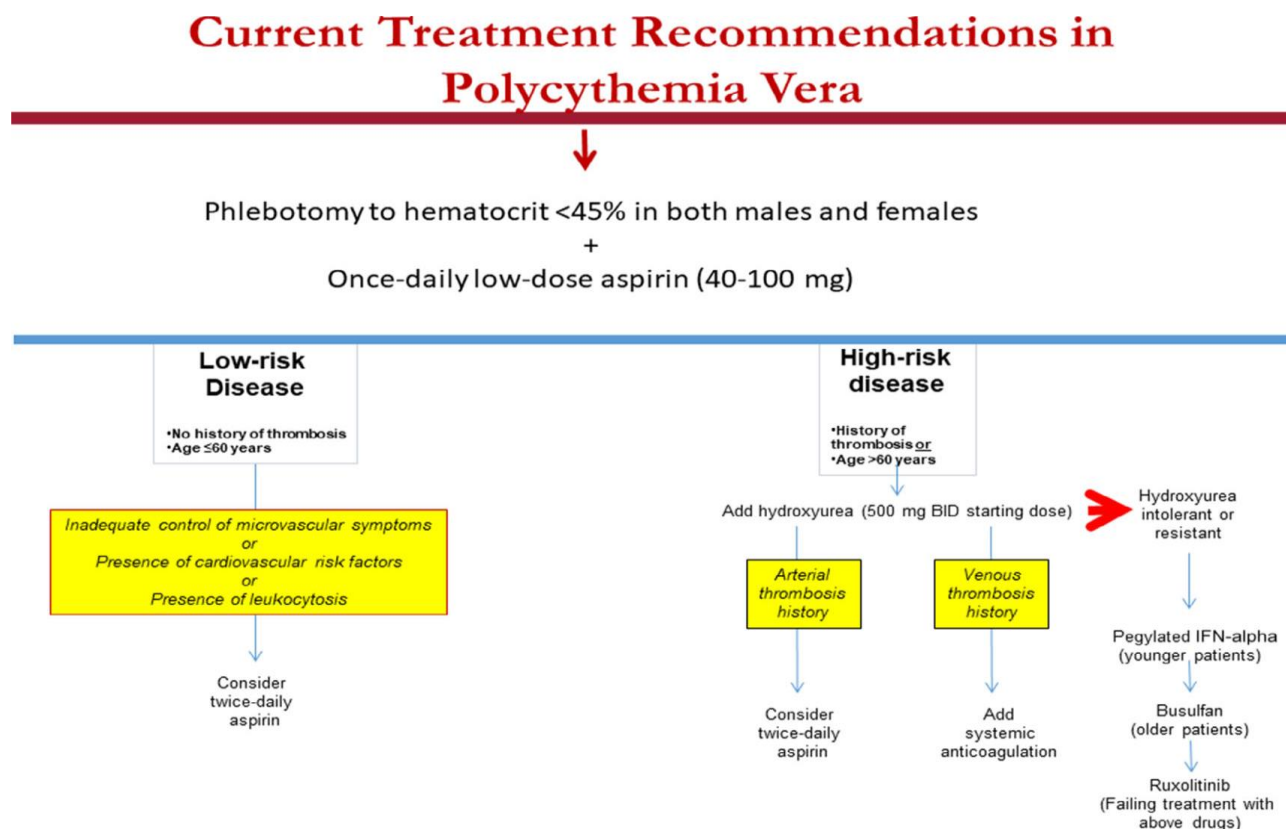 Current Treatment Recommendations in
Polycythemia Vera
Phlebotomy to hematocrit <45% in both males and females
+
Once-daily low-dose aspirin (40-100 mg)
Low-risk
Disease
•No history of thrombosis
•Age ≤60 years
Inadequate control of microvascular symptoms
or
Presence of cardiovascular risk factors
or
Presence of leukocytosis
Consider
twice-daily
aspirin
High-risk
disease
•History of
thrombosis or
•Age >60 years
Add hydroxyurea (500 mg BID starting dose)
Arterial
thrombosis
history
Consider
twice-daily
aspirin
Venous
thrombosis
history
Add
systemic
anticoagulation
Hydroxyurea
intolerant or
resistant
Pegylated IFN-alpha
(younger patients)
Busulfan
(older patients)
Ruxolitinib
(Failing treatment with
above drugs)